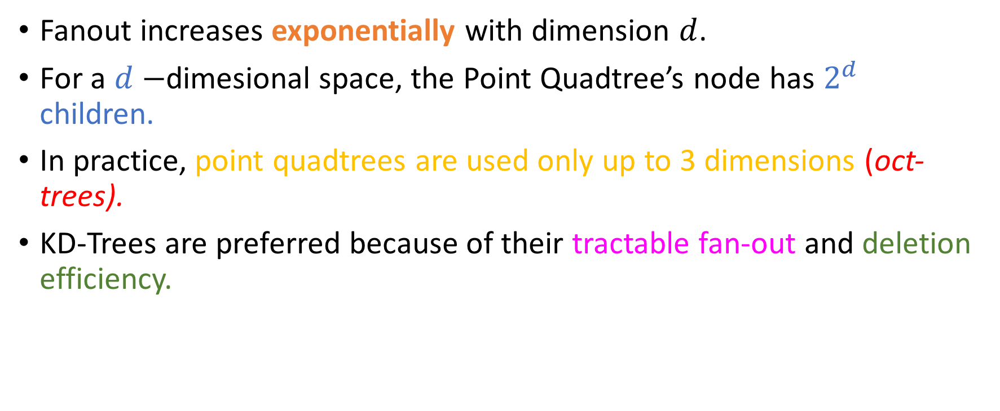 • Fanout increases exponentially with dimension d.
• For a d −dimesional space, the Point Quadtree’s node has 2^d
children.
• In practice, point quadtrees are used only up to 3 dimensions (oct-
trees).
• KD-Trees are preferred because of their tractable fan-out and deletion
efficiency.